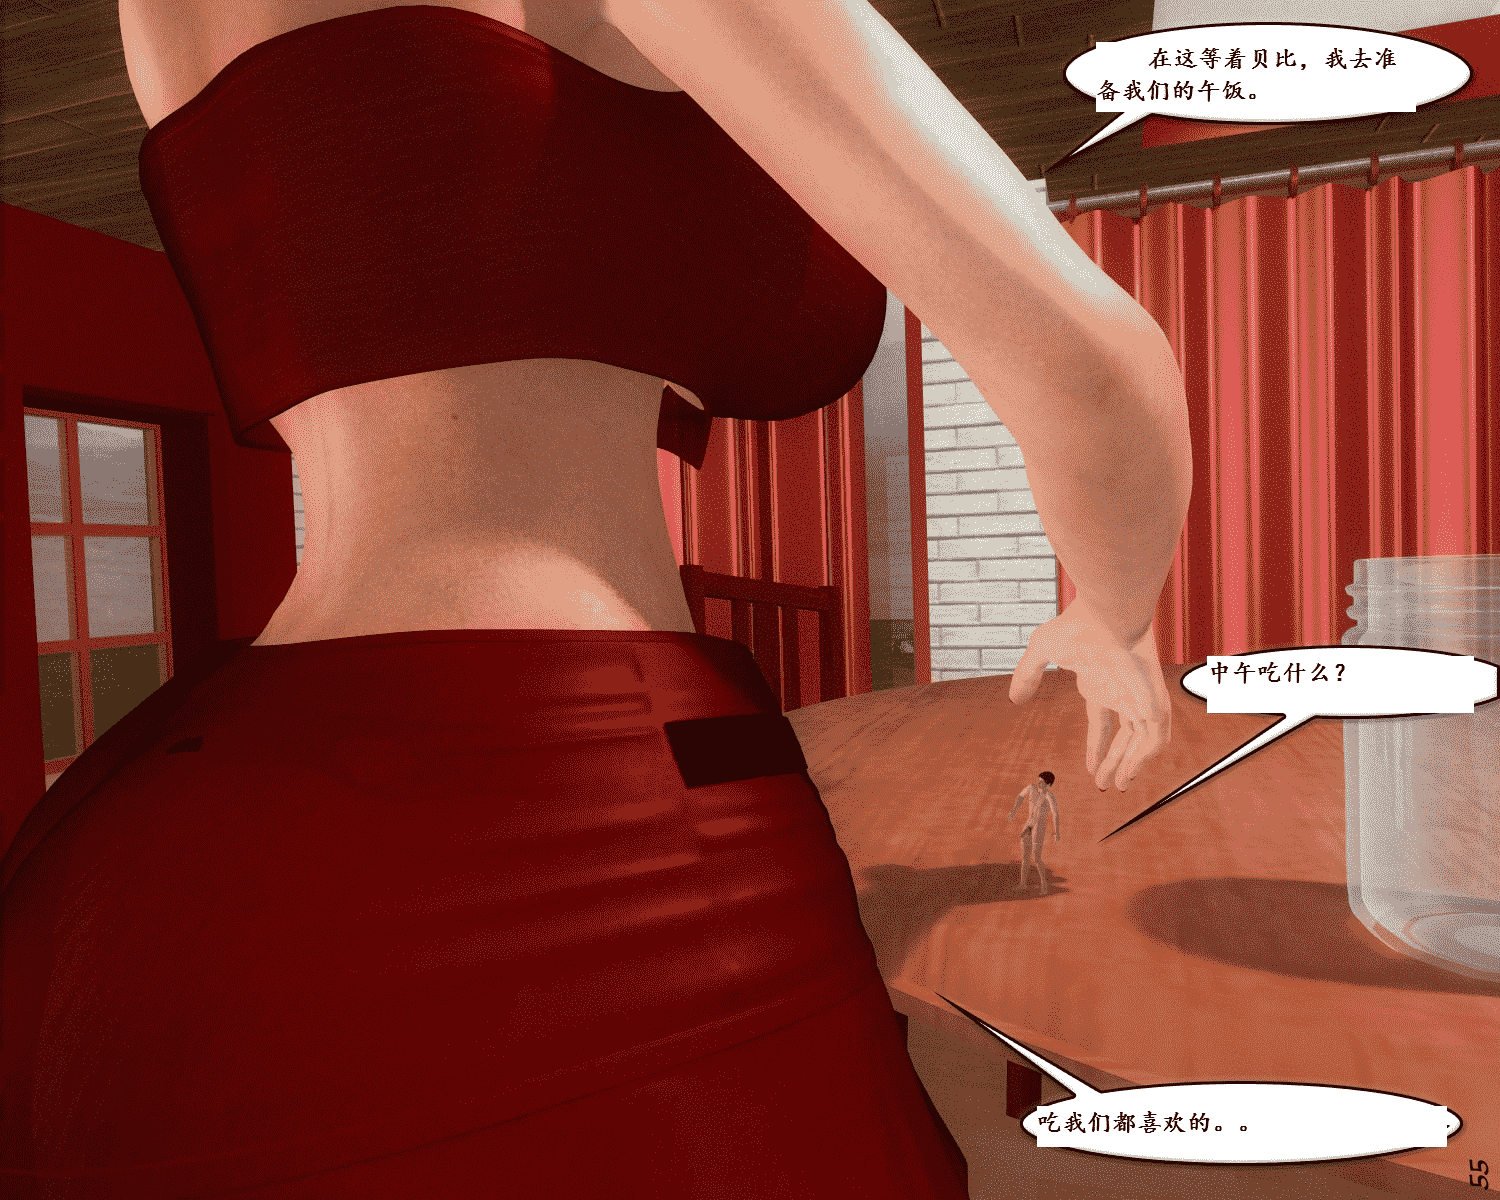 在这等着贝比，我去准
备我们的午饭。
中午吃什么？
吃我们都喜欢的。。
55